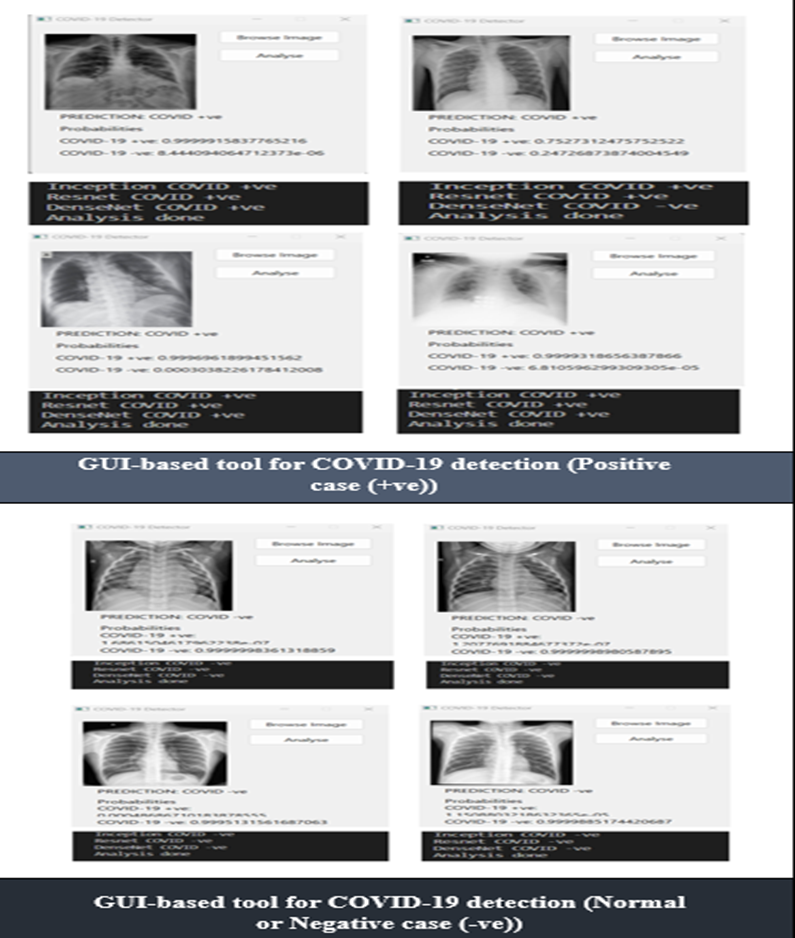 COVID-19 Detector
Browse Image
Analyse
PREDICTION: COVID +ve
Probabilities
COVID-19 +ve: 0.9999915837765216
COVID-19 -ve: 8.444094064712373e-06
Inception COVID +ve
Resnet COVID +ve
DenseNet COVID +ve
Analysis done
COVID-19 Detector
Browse Image
Analyse
PREDICTION: COVID +ve
Probabilities
COVID-19 +ve: 0.7527312475752522
COVID-19 -ve: 0.24726873874004549
Inception COVID +ve
Resnet COVID +ve
DenseNet COVID -ve
Analysis done
COVID-19 Detector
Browse Image
Analyse
PREDICTION: COVID +ve
Probabilities
COVID-19 +ve: 0.9996961899451562
COVID-19 -ve: 0.0003038226178412008
Inception COVID +ve
Resnet COVID +ve
DenseNet COVID +ve
Analysis done
COVID-19 Detector
Browse Image
Analyse
PREDICTION: COVID +ve
Probabilities
COVID-19 +ve: 0.9999318656387866
COVID-19 -ve: 6.810596299309305e-05
Inception COVID +ve
Resnet COVID +ve
DenseNet COVID +ve
Analysis done
GUI-based tool for COVID-19 detection (Positive
case (+ve))
COVID-19 Detector
Browse Image
Analyse
PREDICTION: COVID -ve
Probabilities
COVID-19 +ve:
COVID-19 -ve: 0.9999998361318859
Inception COVID -ve
Resnet COVID -ve
DenseNet COVID -ve
Analysis done
COVID-19 Detector
Browse Image
Analyse
PREDICTION: COVID -ve
Probabilities
COVID-19 +ve:
COVID-19 -ve: 0.9999998980587895
Inception COVID -ve
Resnet COVID -ve
DenseNet COVID -ve
Analysis done
COVID-19 Detector
Browse Image
Analyse
PREDICTION: COVID -ve
Probabilities
COVID-19 +ve:
COVID-19 -ve: 0.9995131561687063
Inception COVID -ve
Resnet COVID -ve
DenseNet COVID -ve
Analysis done
COVID-19 Detector
Browse Image
Analyse
PREDICTION: COVID -ve
Probabilities
COVID-19 +ve:
COVID-19 -ve: 0.9999885174420687
Inception COVID -ve
Resnet COVID -ve
DenseNet COVID -ve
Analysis done
GUI-based tool for COVID-19 detection (Normal
or Negative case (-ve))